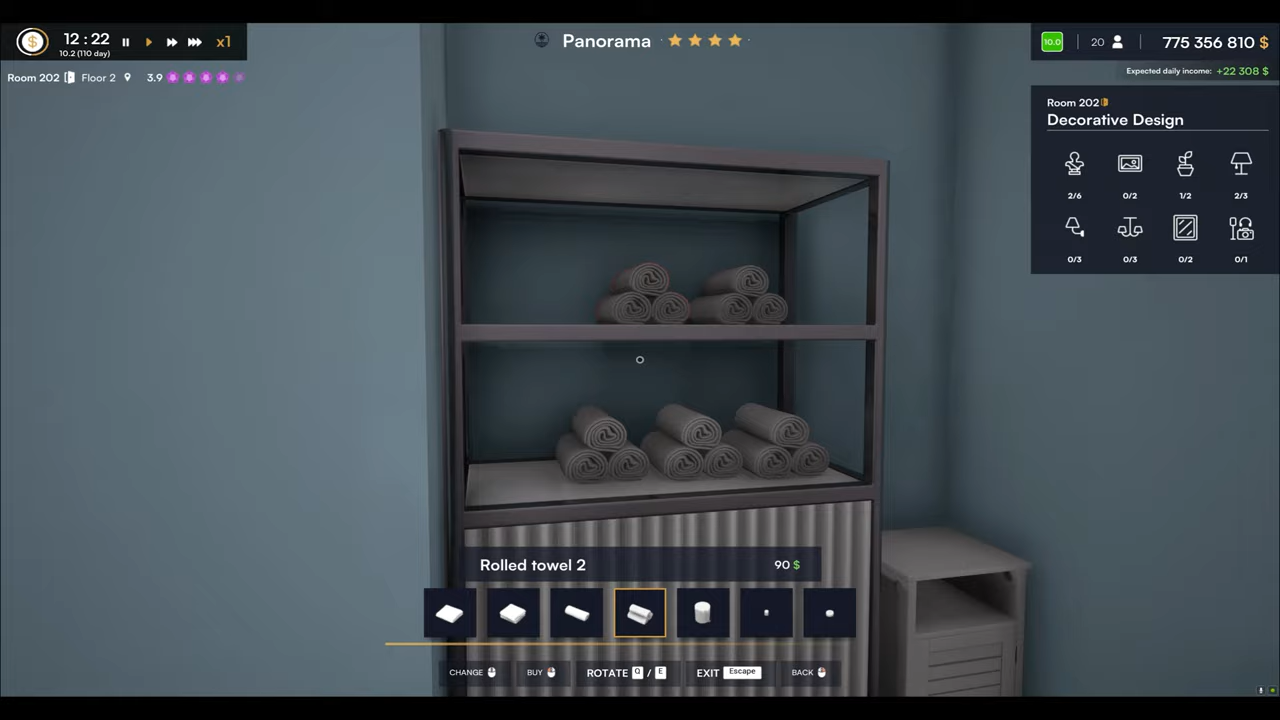 12 : 22
x1
10.2 (110 day)
Room 202 Floor 2 3.9
Panorama
10.0 20 775 356 810 $
Expected daily income: +22 308 $
Room 202
Decorative Design
2/6 0/2 1/2 2/3
0/3 0/3 0/2 0/1
Rolled towel 2 90 $
CHANGE BUY ROTATE Q / E EXIT Escape BACK